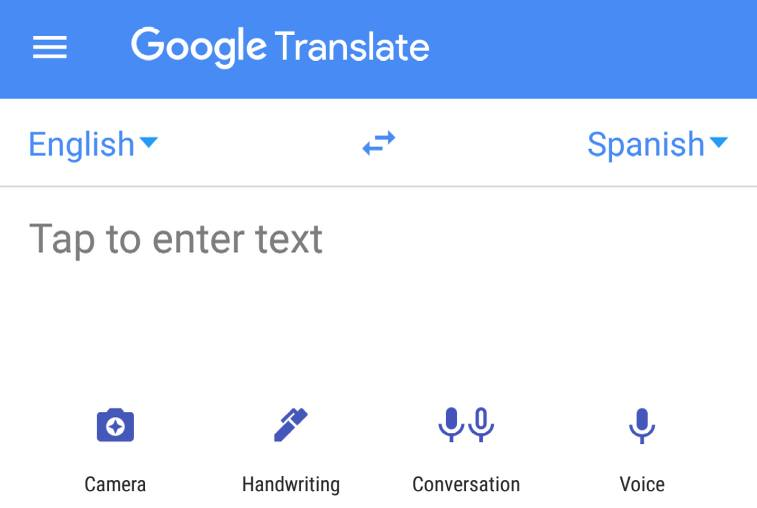 Google Translate
English Spanish
Tap to enter text
Camera Handwriting Conversation Voice